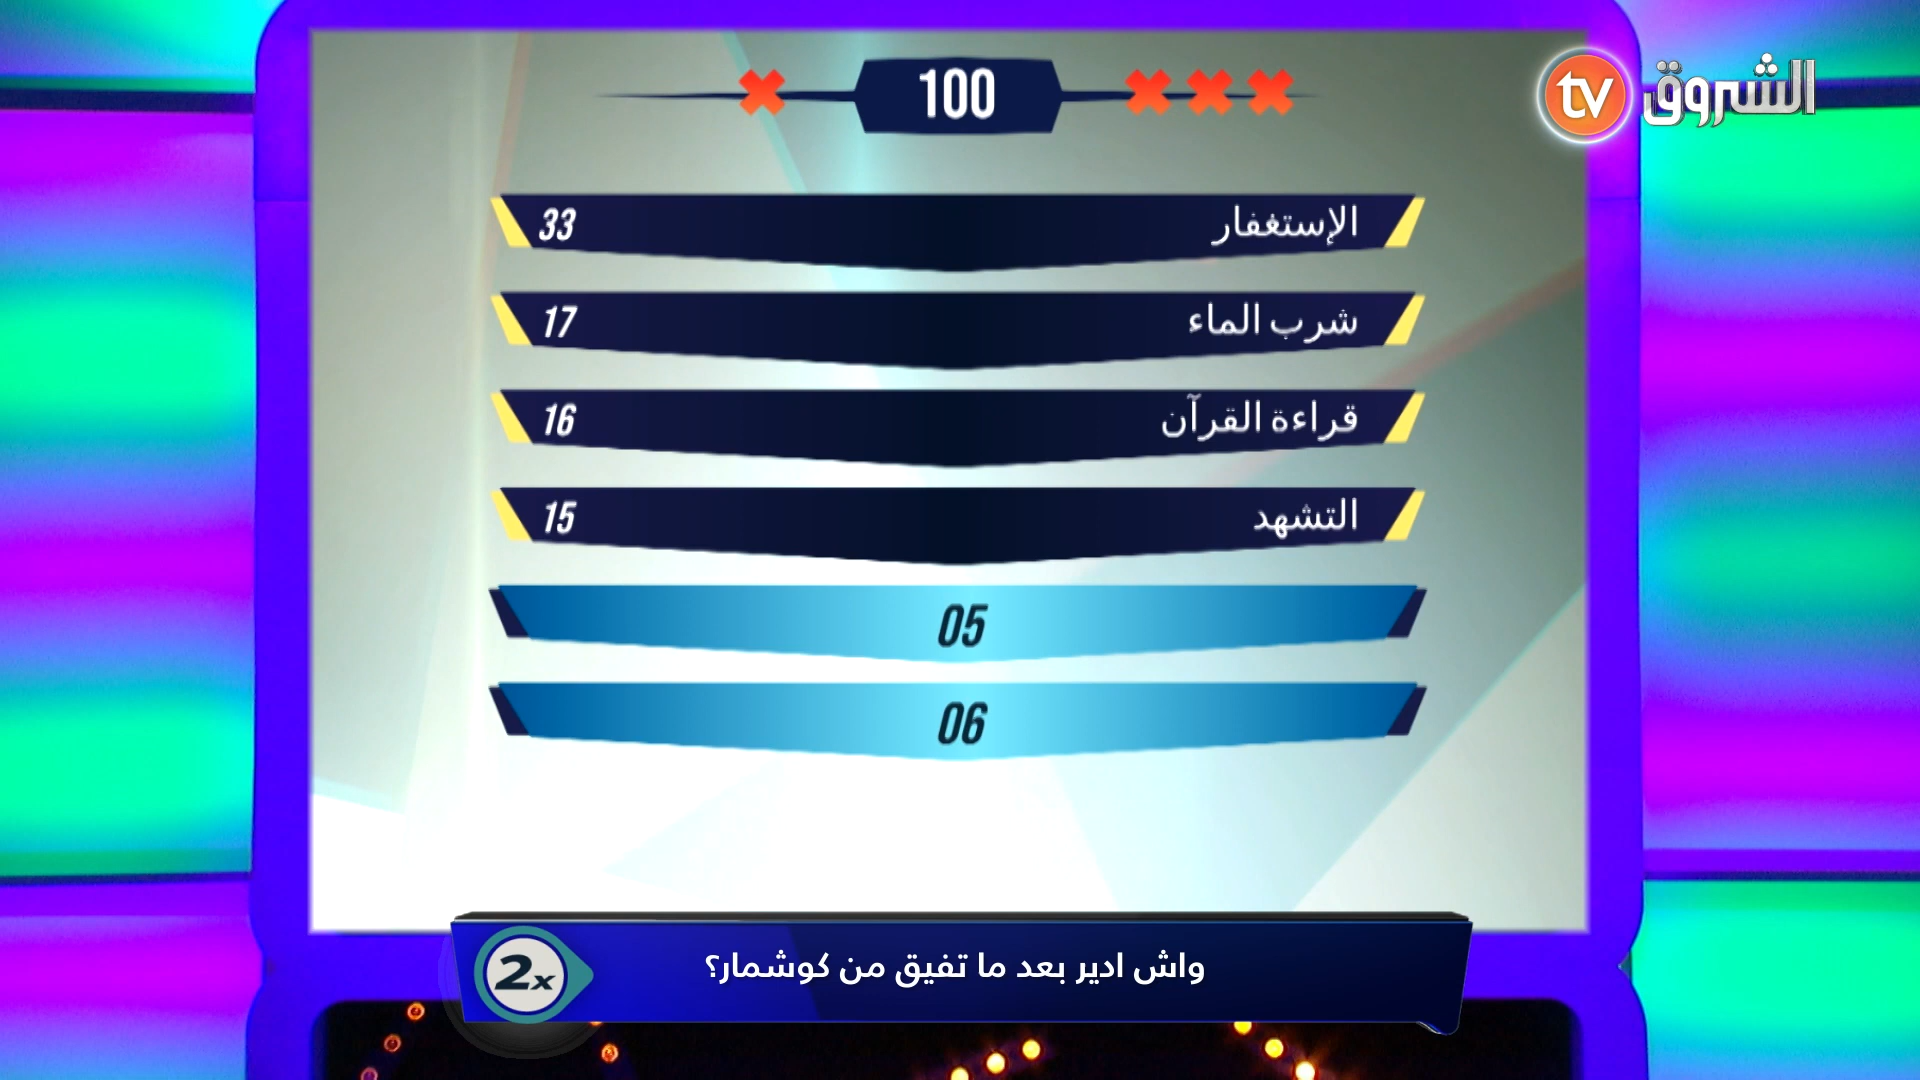 100
tv الشروق
الإستغفار 33
شرب الماء 17
قراءة القرآن 16
التشهد 15
05
06
واش ادير بعد ما تفيق من كوشمار؟
2x